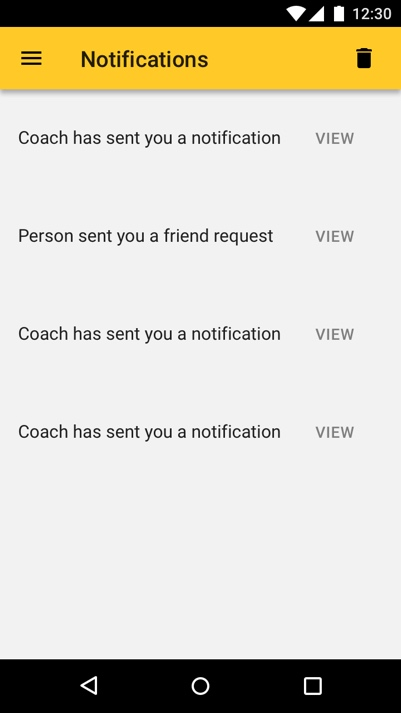 12:30
Notifications
Coach has sent you a notification VIEW
Person sent you a friend request VIEW
Coach has sent you a notification VIEW
Coach has sent you a notification VIEW